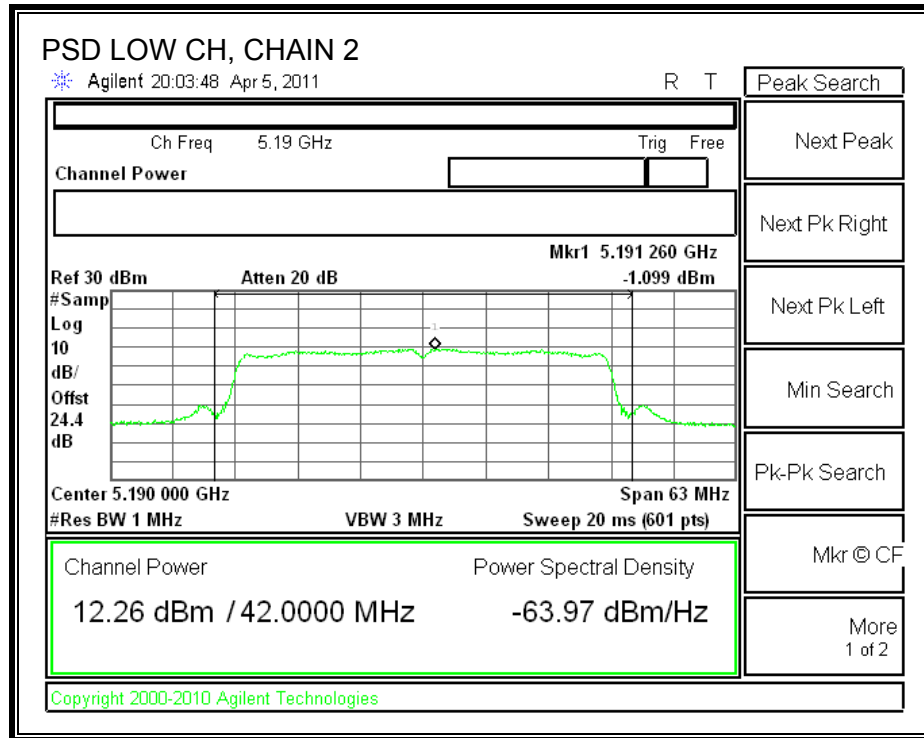 PSD LOW CH, CHAIN 2
Agilent 20:03:48 Apr 5, 2011 R T
Peak Search
Ch Freq 5.19 GHz Trig Free
Channel Power
Mkr1 5.191 260 GHz
Ref 30 dBm Atten 20 dB -1.099 dBm
#Samp
Log
10
dB/
Offst
24.4
dB
1
Center 5.190 000 GHz Span 63 MHz
#Res BW 1 MHz VBW 3 MHz Sweep 20 ms (601 pts)
Channel Power Power Spectral Density
12.26 dBm / 42.0000 MHz -63.97 dBm/Hz
Copyright 2000-2010 Agilent Technologies
Next Peak
Next Pk Right
Next Pk Left
Min Search
Pk-Pk Search
Mkr © CF
More
1 of 2